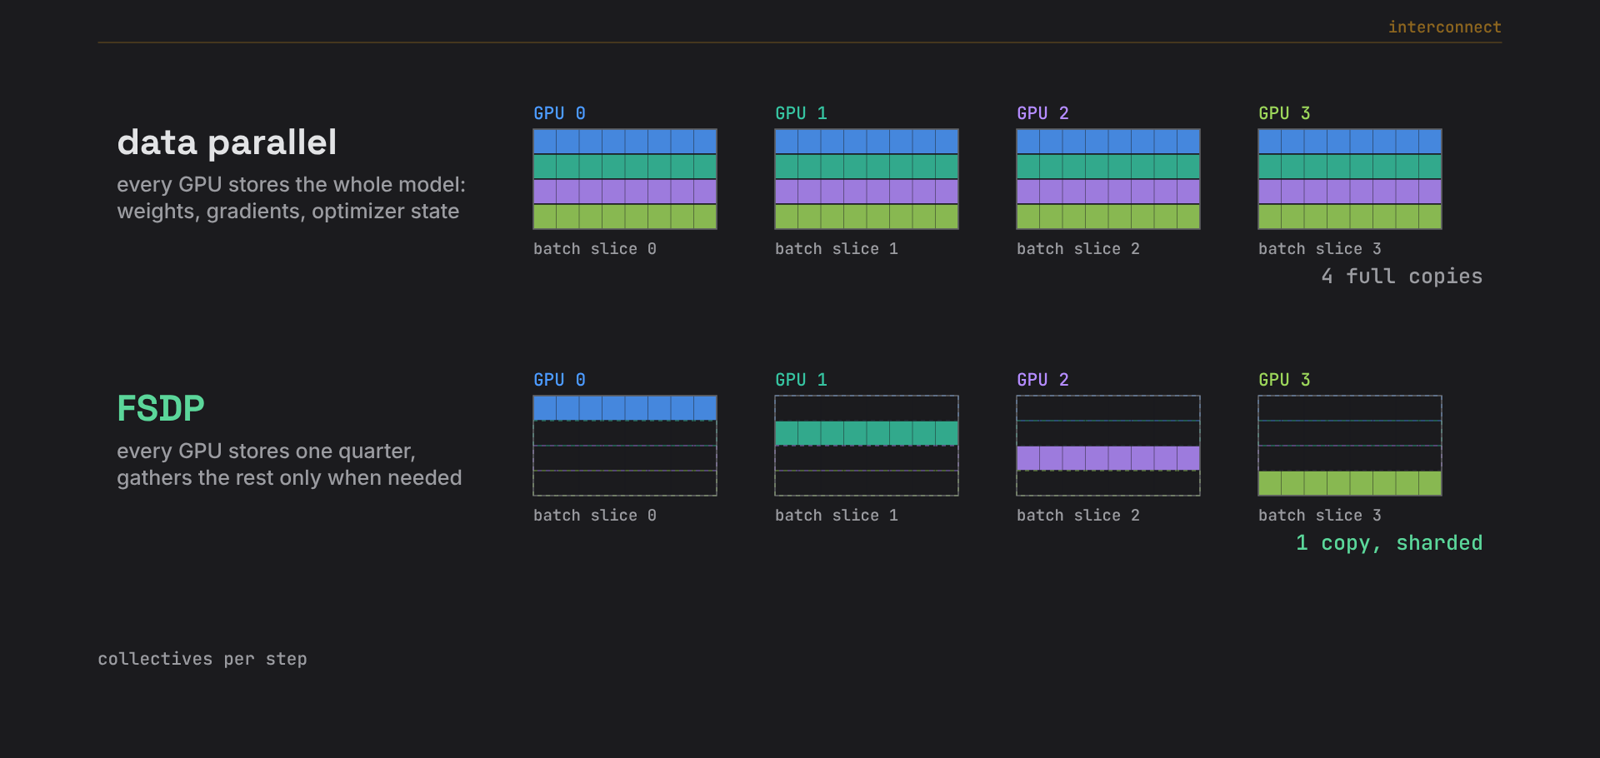 interconnect
data parallel
every GPU stores the whole model:
weights, gradients, optimizer state
GPU 0
GPU 1
GPU 2
GPU 3
batch slice 0
batch slice 1
batch slice 2
batch slice 3
4 full copies
FSDP
every GPU stores one quarter,
gathers the rest only when needed
GPU 0
GPU 1
GPU 2
GPU 3
batch slice 0
batch slice 1
batch slice 2
batch slice 3
1 copy, sharded
collectives per step